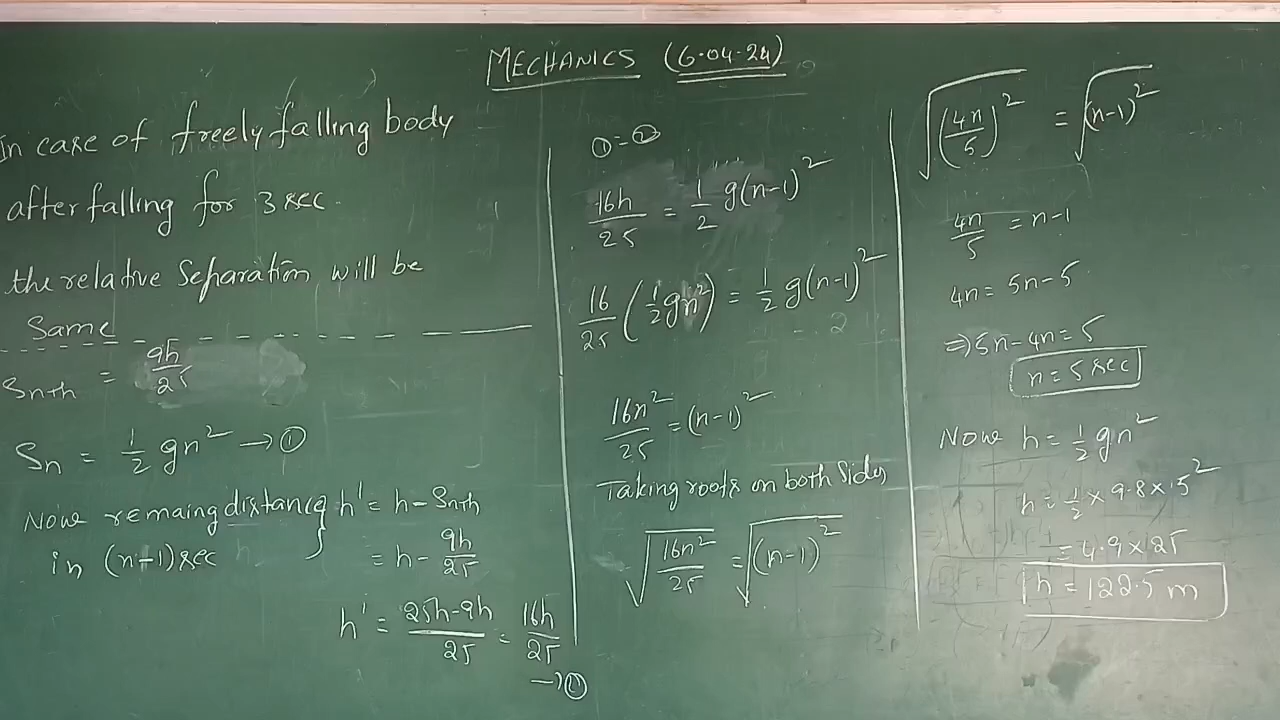 MECHANICS (6.04.24)
In case of freely falling body
after falling for 3 sec.
the relative Separation will be
Same
Snth = 9h/25
Sn = 1/2 gn² → ①
Now remaing distance } h' = h - Snth
in (n-1) sec
= h - 9h/25
h' = 25h-9h/25 = 16h/25
→ ①
① = ②
16h/25 = 1/2 g(n-1)²
16/25 (1/2 gn²) = 1/2 g(n-1)²
16n²/25 = (n-1)²
Taking roots on both Sides
√(16n²/25) = √((n-1)²)
√((4n/5)²) = √((n-1)²)
4n/5 = n-1
4n = 5n-5
⇒ 5n-4n = 5
n = 5 sec
Now h = 1/2 gn²
h = 1/2 × 9.8 × 5²
= 4.9 × 25
h = 122.5 m